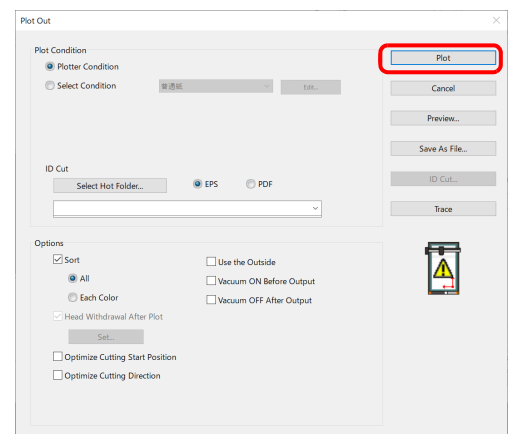 Plot Out
Plot Condition
Plotter Condition
Select Condition
普通紙
Edit...
ID Cut
Select Hot Folder...
EPS
PDF
Plot
Cancel
Preview...
Save As File...
ID Cut...
Trace
Options
Sort
All
Each Color
Head Withdrawal After Plot
Set...
Optimize Cutting Start Position
Optimize Cutting Direction
Use the Outside
Vacuum ON Before Output
Vacuum OFF After Output